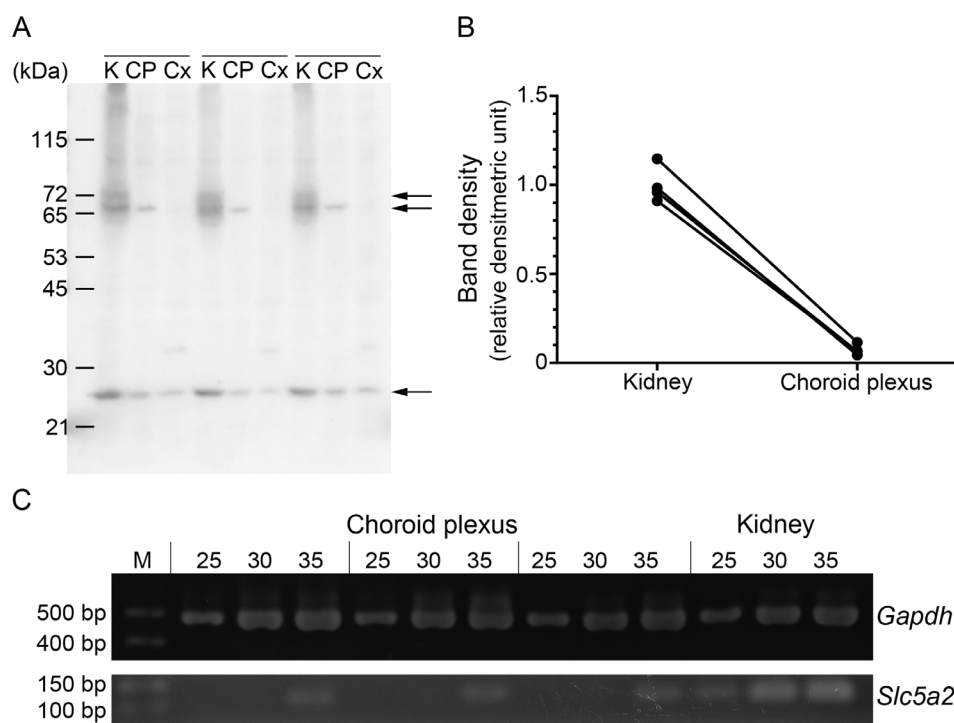 A
(kDa)
K CP Cx K CP Cx K CP Cx
115
72
65
53
45
30
21
B
Band density
(relative densitmetric unit)
1.5
1.0
0.5
0
Kidney Choroid plexus
C
Choroid plexus Kidney
M 25 30 35 25 30 35 25 30 35 25 30 35
500 bp
400 bp
Gapdh
150 bp
100 bp
Slc5a2